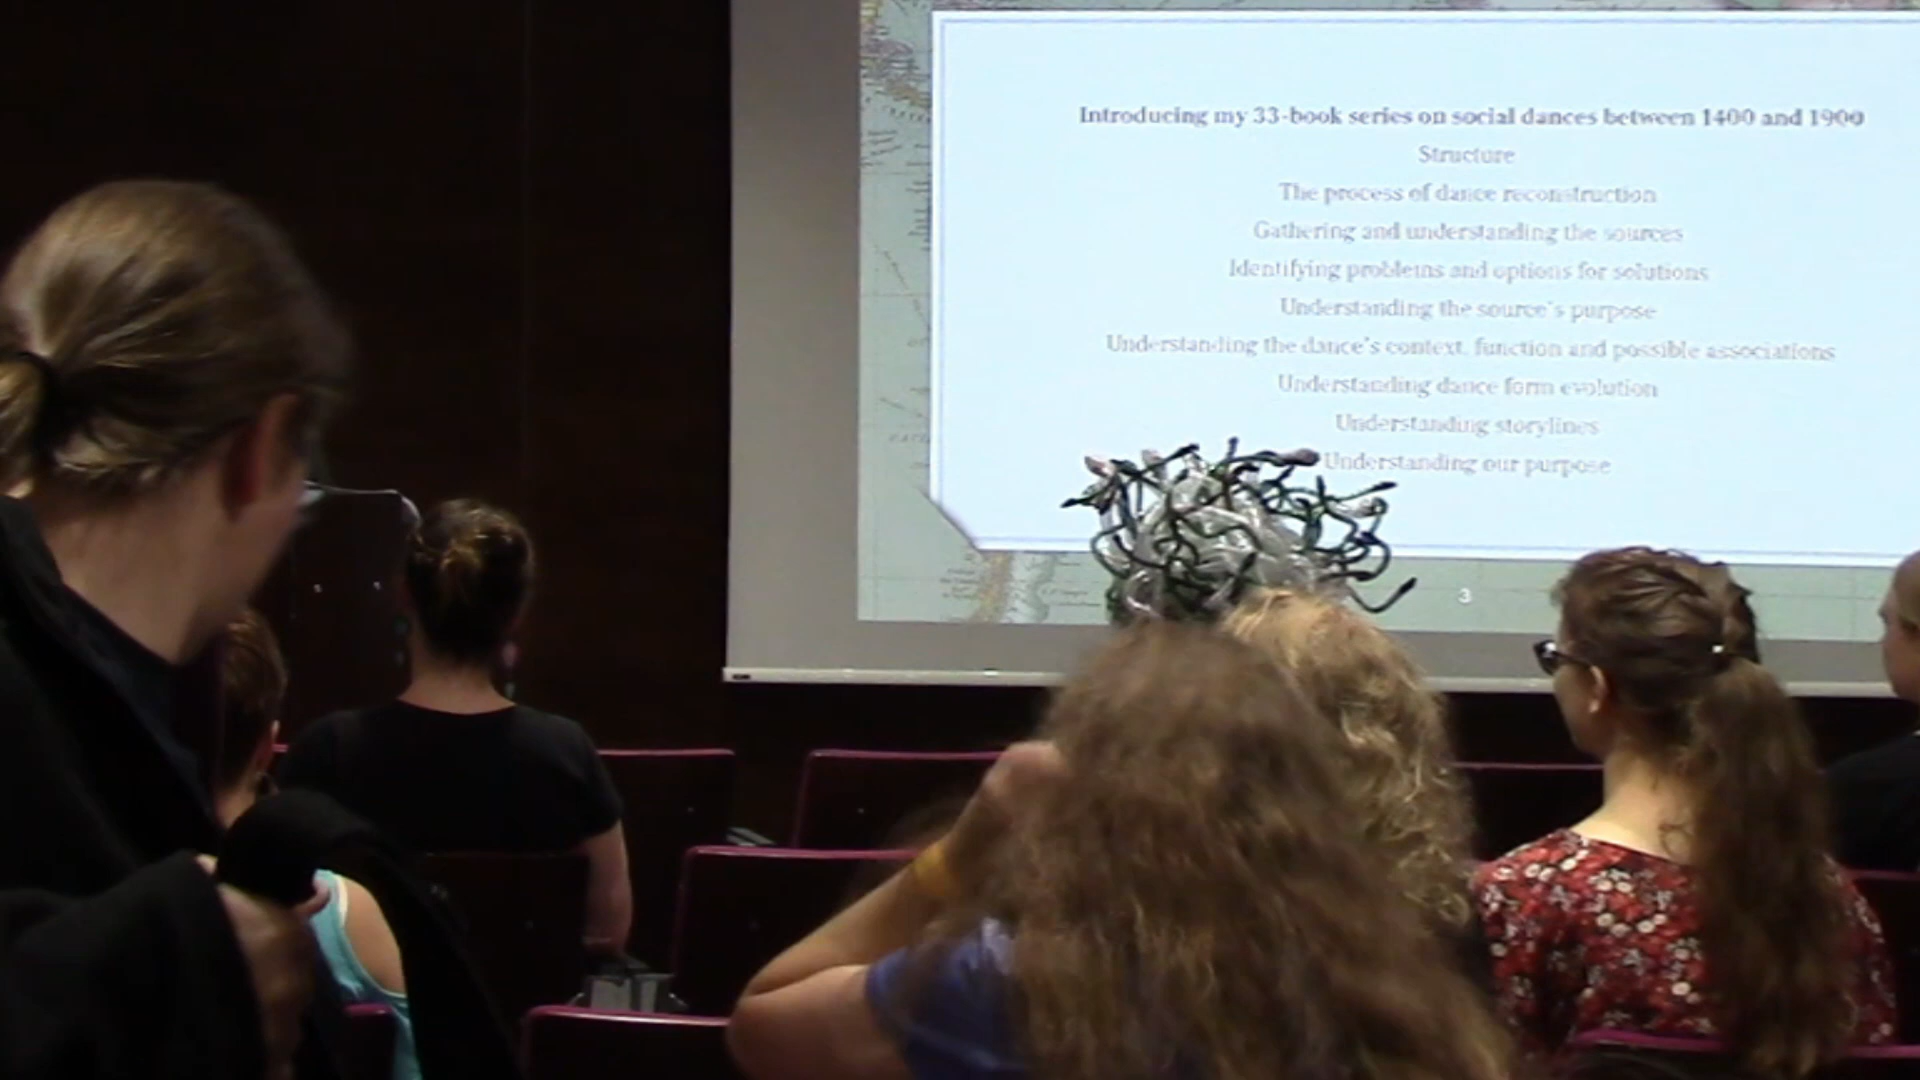 Introducing my 33-book series on social dances between 1400 and 1900
Structure
The process of dance reconstruction
Gathering and understanding the sources
Identifying problems and options for solutions
Understanding the source's purpose
Understanding the dance's context, function and possible associations
Understanding dance form evolution
Understanding storylines
Understanding our purpose
3